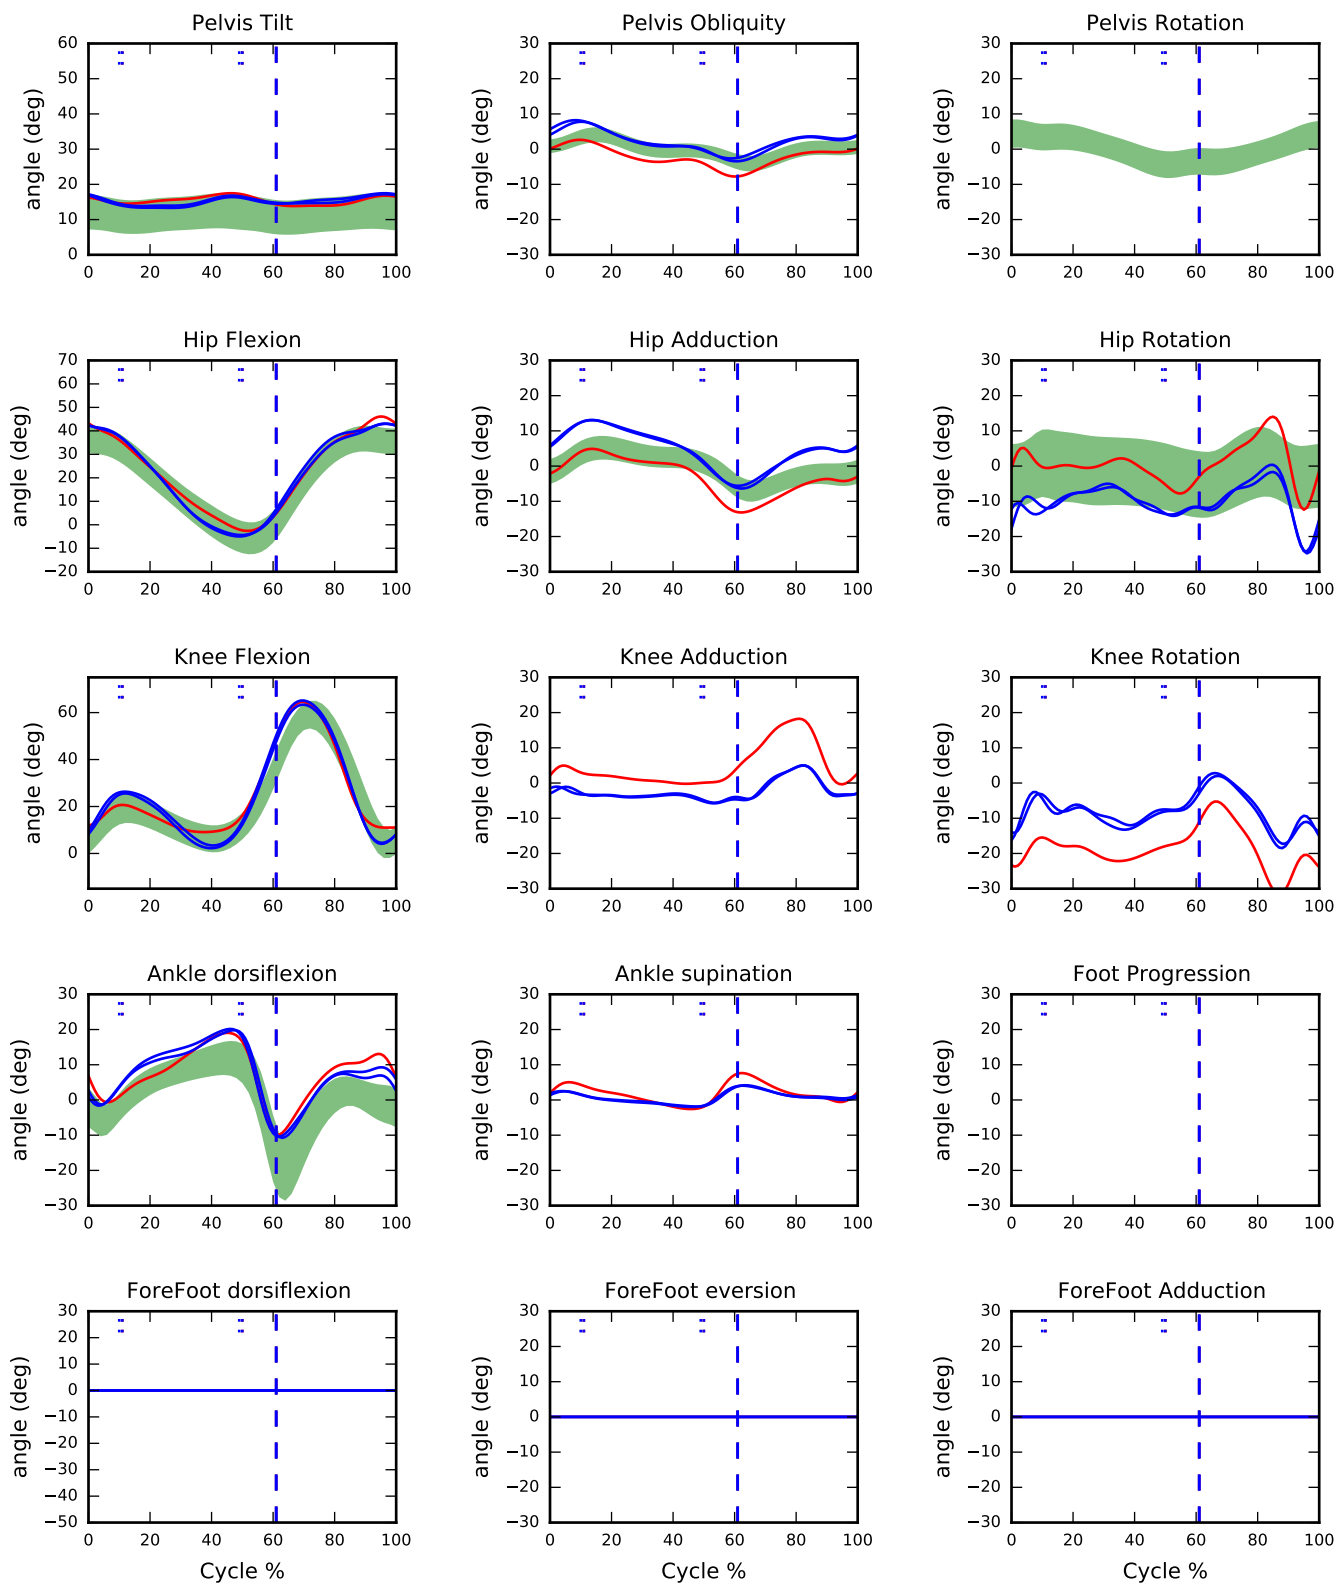 Pelvis Tilt
Pelvis Obliquity
Pelvis Rotation
60
50
40
30
20
10
0
angle (deg)
0 20 40 60 80 100
30
20
10
0
−10
−20
−30
angle (deg)
0 20 40 60 80 100
30
20
10
0
−10
−20
−30
angle (deg)
0 20 40 60 80 100
Hip Flexion
Hip Adduction
Hip Rotation
70
60
50
40
30
20
10
0
−10
−20
angle (deg)
0 20 40 60 80 100
30
20
10
0
−10
−20
−30
angle (deg)
0 20 40 60 80 100
30
20
10
0
−10
−20
−30
angle (deg)
0 20 40 60 80 100
Knee Flexion
Knee Adduction
Knee Rotation
60
40
20
0
angle (deg)
0 20 40 60 80 100
30
20
10
0
−10
−20
−30
angle (deg)
0 20 40 60 80 100
30
20
10
0
−10
−20
−30
angle (deg)
0 20 40 60 80 100
Ankle dorsiflexion
Ankle supination
Foot Progression
30
20
10
0
−10
−20
−30
angle (deg)
0 20 40 60 80 100
30
20
10
0
−10
−20
−30
angle (deg)
0 20 40 60 80 100
30
20
10
0
−10
−20
−30
angle (deg)
0 20 40 60 80 100
ForeFoot dorsiflexion
ForeFoot eversion
ForeFoot Adduction
30
20
10
0
−10
−20
−30
−40
−50
angle (deg)
0 20 40 60 80 100
Cycle %
30
20
10
0
−10
−20
−30
angle (deg)
0 20 40 60 80 100
Cycle %
30
20
10
0
−10
−20
−30
angle (deg)
0 20 40 60 80 100
Cycle %